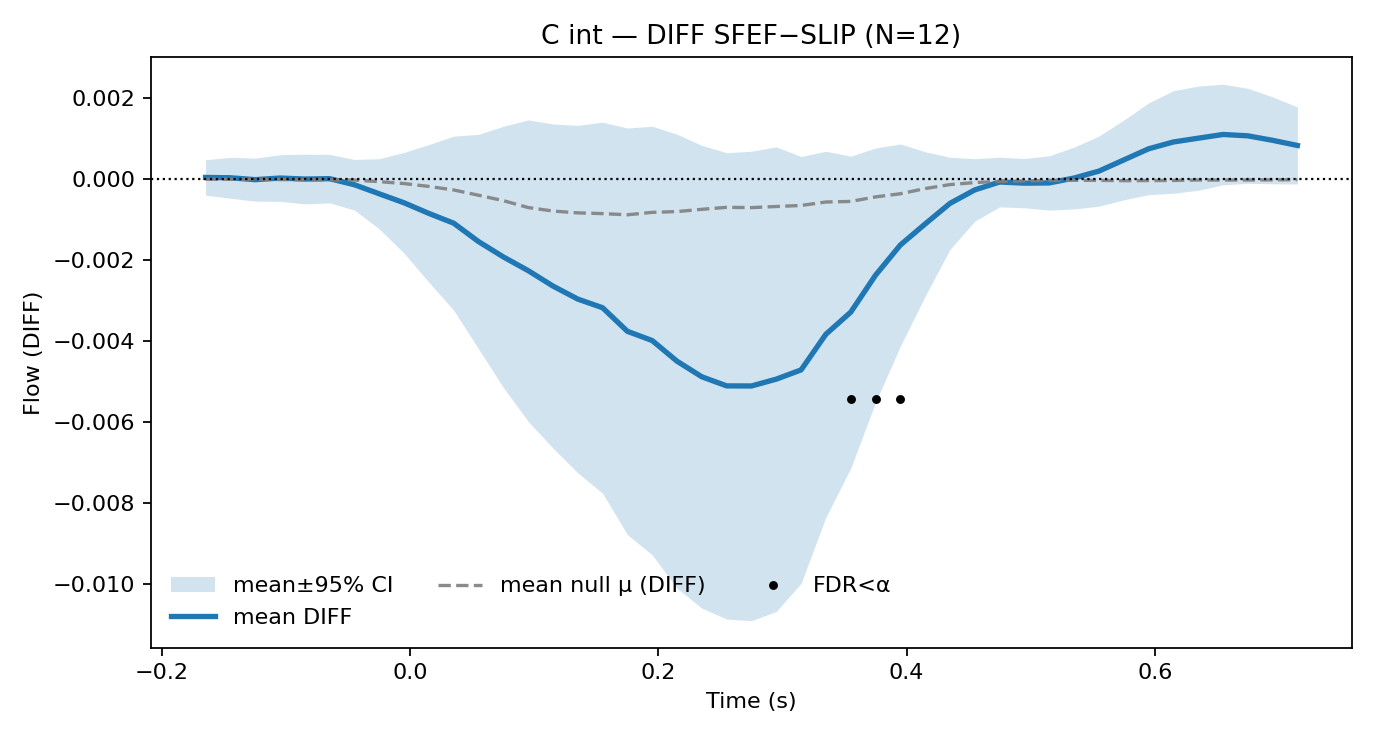 C int — DIFF SFEF−SLIP (N=12)
0.002
0.000
−0.002
−0.004
−0.006
−0.008
−0.010
Flow (DIFF)
mean±95% CI
mean DIFF
mean null μ (DIFF)
FDR<α
−0.2
0.0
0.2
0.4
0.6
Time (s)